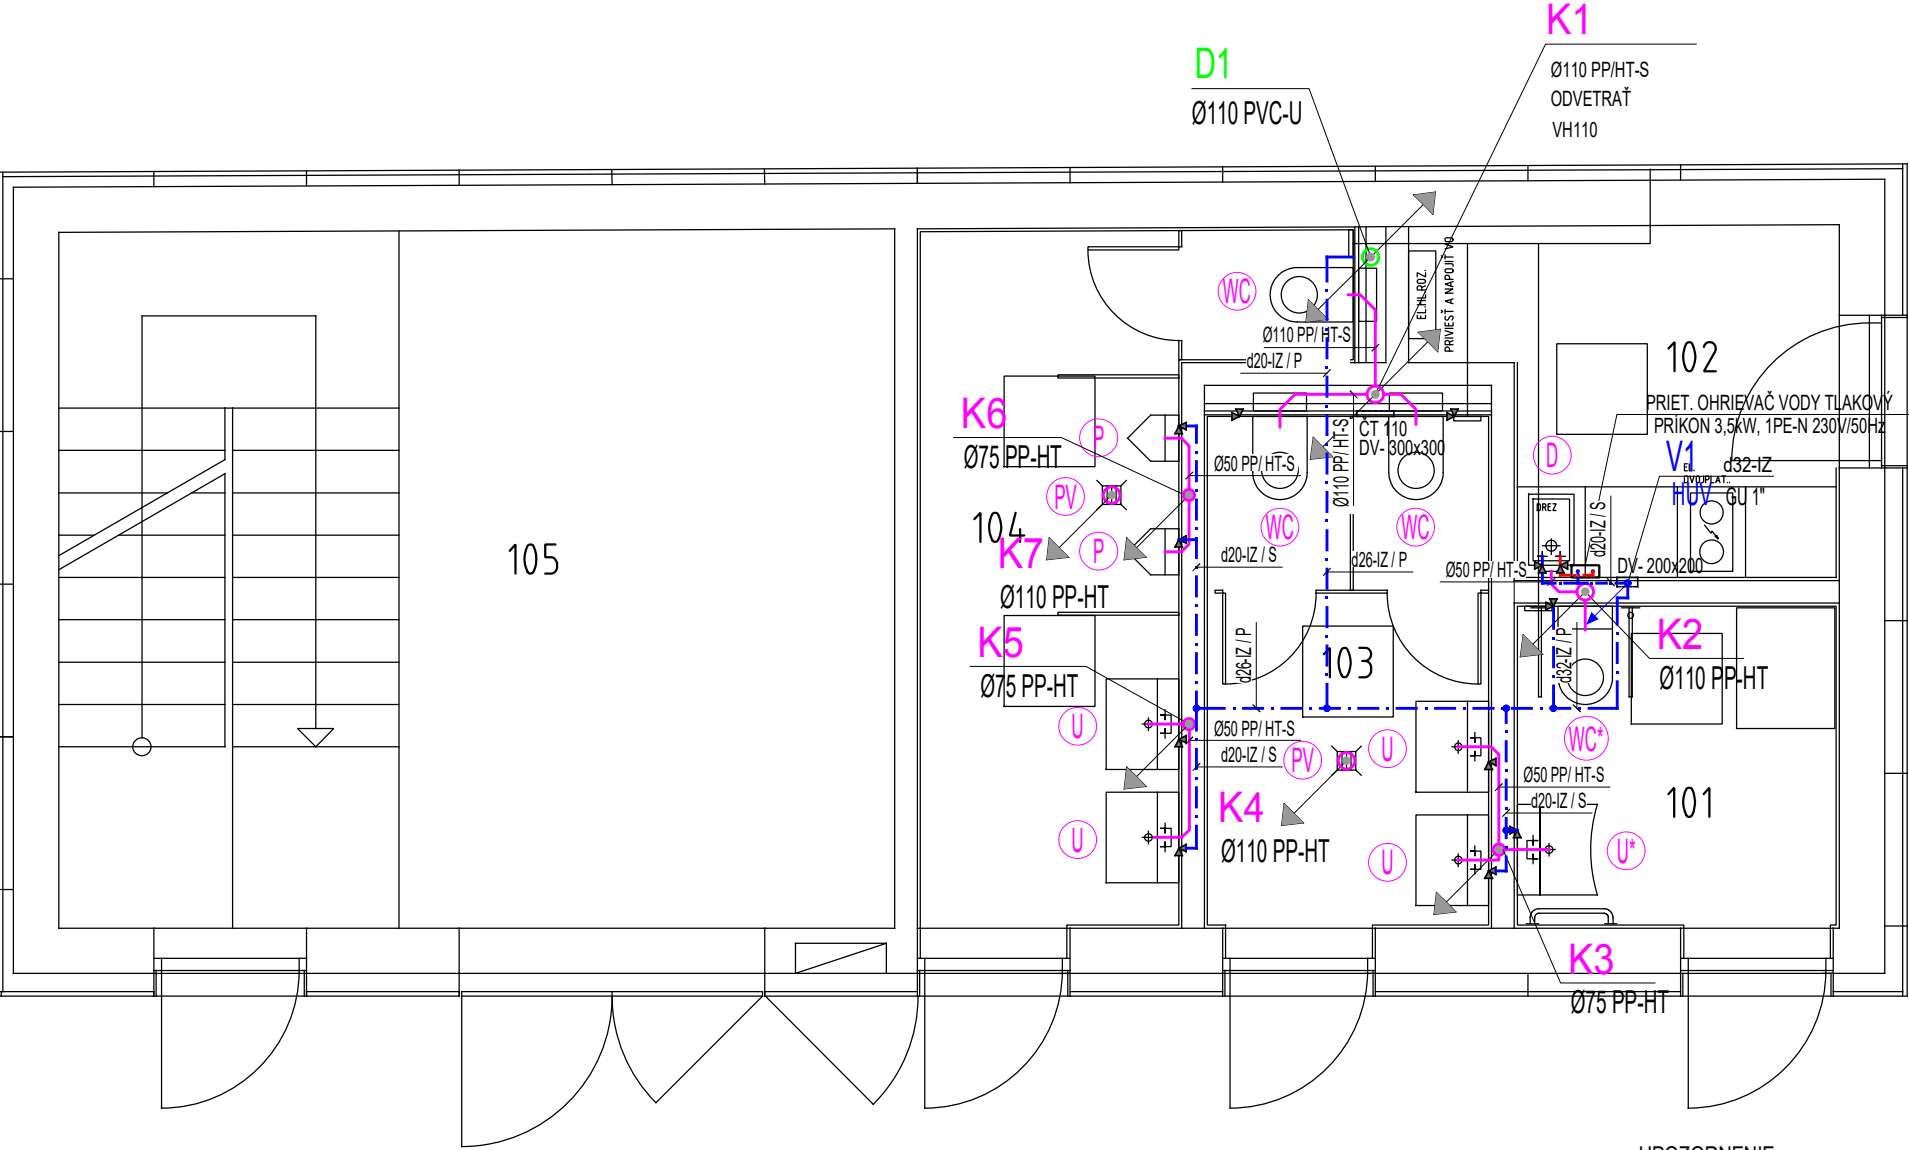 K1
Ø110 PP/HT-S
ODVETRAŤ
VH110
D1
Ø110 PVC-U
WC
EL.HL.ROZ.
PRIVIESŤ A NAPOJIŤ VO
Ø110 PP/ HT-S
d20-IZ / P
102
PRIET. OHRIEVAČ VODY TLAKOVÝ
PRÍKON 3,5kW, 1PE-N 230V/50Hz
K6
Ø75 PP-HT
P
ČT 110
DV- 300x300
Ø110 PP/ HT-S
Ø50 PP/ HT-S
D
V1
d32-IZ
EL.
DVOJPLAT..
HUV
GU 1"
DREZ
d20-IZ / S
PV
104
WC
WC
K7
P
Ø110 PP-HT
105
d20-IZ / S
d26-IZ / P
Ø50 PP/ HT-S
DV- 200x200
K5
Ø75 PP-HT
d26-IZ / P
103
d32-IZ / P
K2
Ø110 PP-HT
U
Ø50 PP/ HT-S
d20-IZ / S
PV
U
WC*
Ø50 PP/ HT-S
d20-IZ / S
101
K4
Ø110 PP-HT
U
U
U*
K3
Ø75 PP-HT
UPOZORNENIE